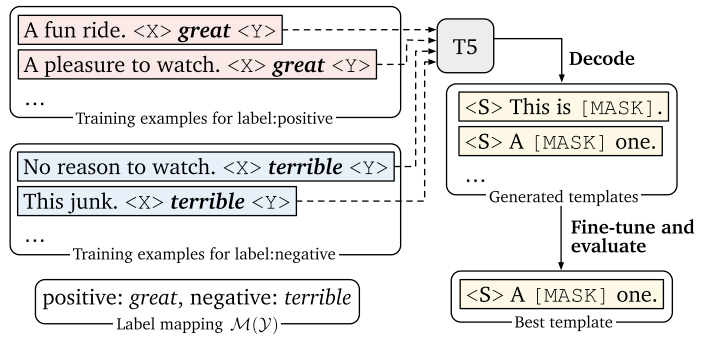 A fun ride. <X> great <Y>
A pleasure to watch. <X> great <Y>
...
Training examples for label:positive
No reason to watch. <X> terrible <Y>
This junk. <X> terrible <Y>
...
Training examples for label:negative
positive: great, negative: terrible
Label mapping M(Y)
T5
Decode
<S> This is [MASK].
<S> A [MASK] one.
...
Generated templates
Fine-tune and
evaluate
<S> A [MASK] one.
Best template